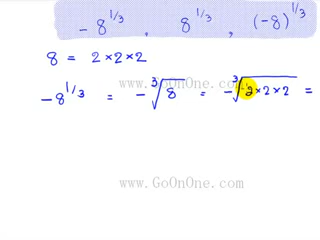 -8^{1/3} , 8^{1/3} , (-8)^{1/3}
8 = 2 × 2 × 2
www.GoOnOne.com
-8^{1/3} = -∛8 = -∛(2 × 2 × 2) =
www.GoOnOne.com